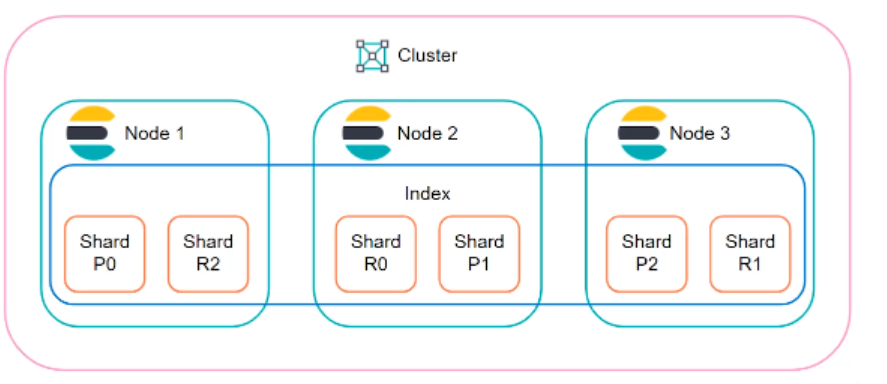 Cluster
Node 1
Node 2
Node 3
Index
Shard
P0
Shard
R2
Shard
R0
Shard
P1
Shard
P2
Shard
R1